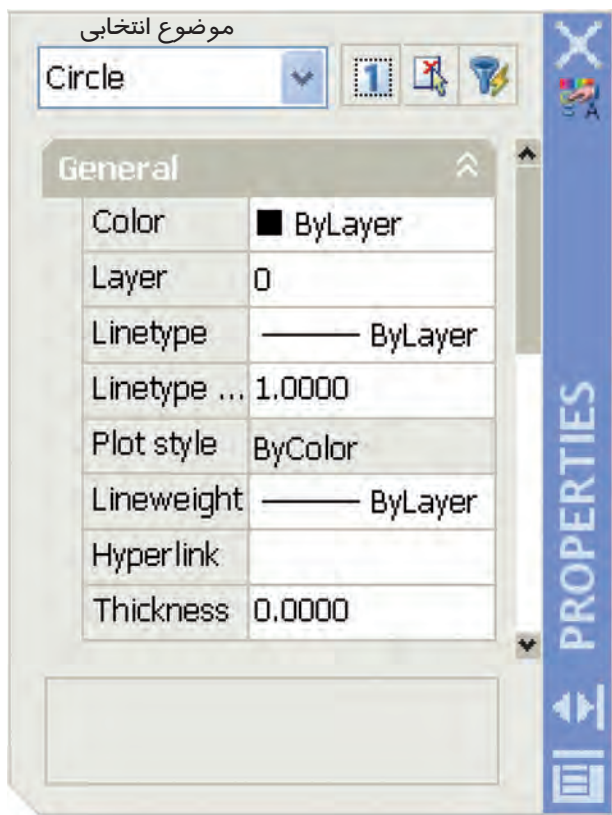 موضوع انتخابی
Circle
1
General
Color ByLayer
Layer 0
Linetype ByLayer
Linetype ... 1.0000
Plot style ByColor
Lineweight ByLayer
Hyperlink
Thickness 0.0000
PROPERTIES